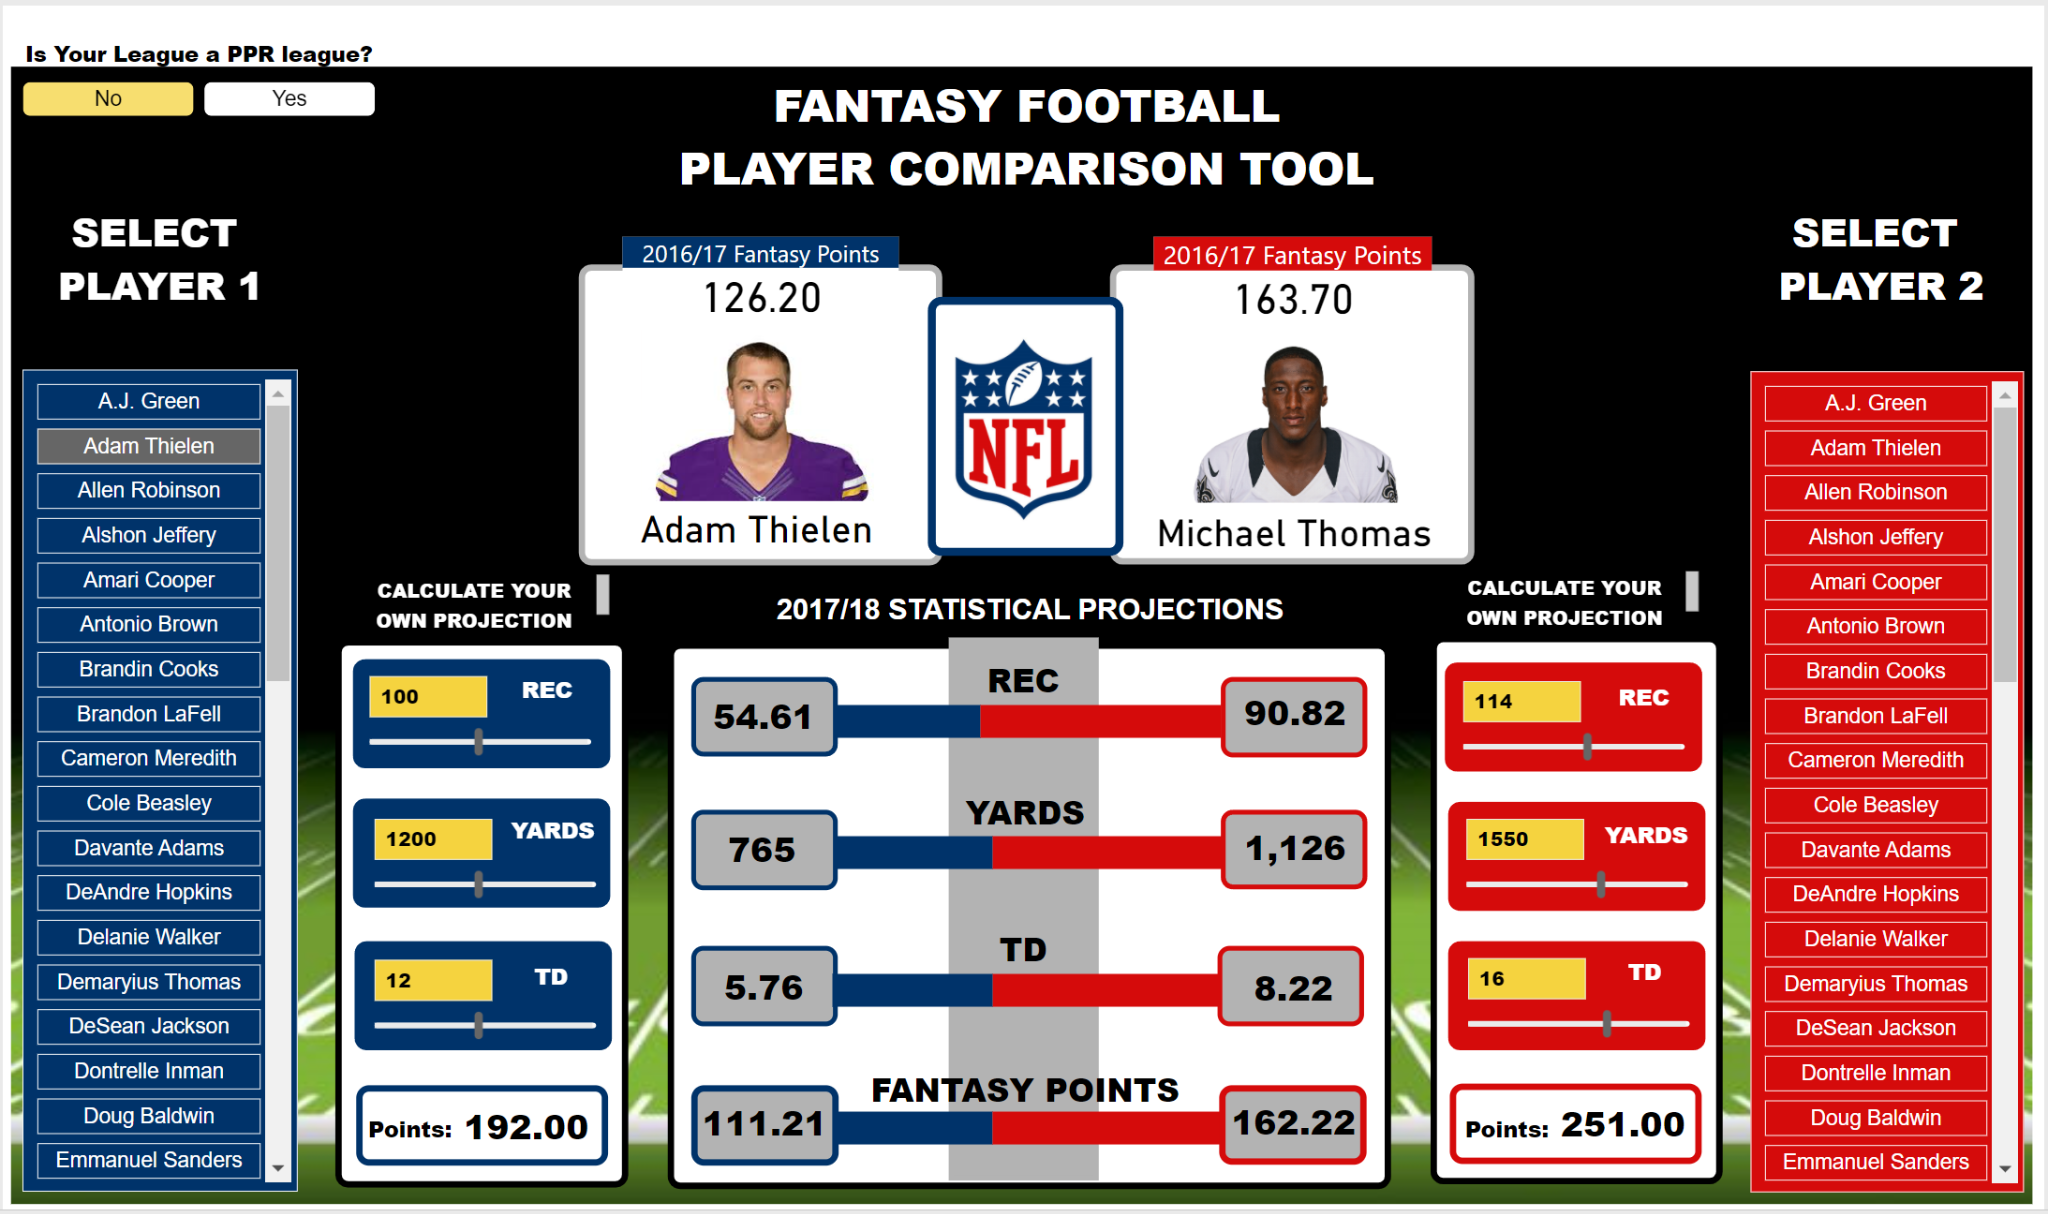 Is Your League a PPR league?
No
Yes
FANTASY FOOTBALL
PLAYER COMPARISON TOOL
SELECT
PLAYER 1
A.J. Green
Adam Thielen
Allen Robinson
Alshon Jeffery
Amari Cooper
Antonio Brown
Brandin Cooks
Brandon LaFell
Cameron Meredith
Cole Beasley
Davante Adams
DeAndre Hopkins
Delanie Walker
Demaryius Thomas
DeSean Jackson
Dontrelle Inman
Doug Baldwin
Emmanuel Sanders
2016/17 Fantasy Points
126.20
Adam Thielen
NFL
2016/17 Fantasy Points
163.70
Michael Thomas
CALCULATE YOUR
OWN PROJECTION
100
REC
1200
YARDS
12
TD
Points: 192.00
2017/18 STATISTICAL PROJECTIONS
REC
54.61
90.82
YARDS
765
1,126
TD
5.76
8.22
FANTASY POINTS
111.21
162.22
CALCULATE YOUR
OWN PROJECTION
114
REC
1550
YARDS
16
TD
Points: 251.00
SELECT
PLAYER 2
A.J. Green
Adam Thielen
Allen Robinson
Alshon Jeffery
Amari Cooper
Antonio Brown
Brandin Cooks
Brandon LaFell
Cameron Meredith
Cole Beasley
Davante Adams
DeAndre Hopkins
Delanie Walker
Demaryius Thomas
DeSean Jackson
Dontrelle Inman
Doug Baldwin
Emmanuel Sanders